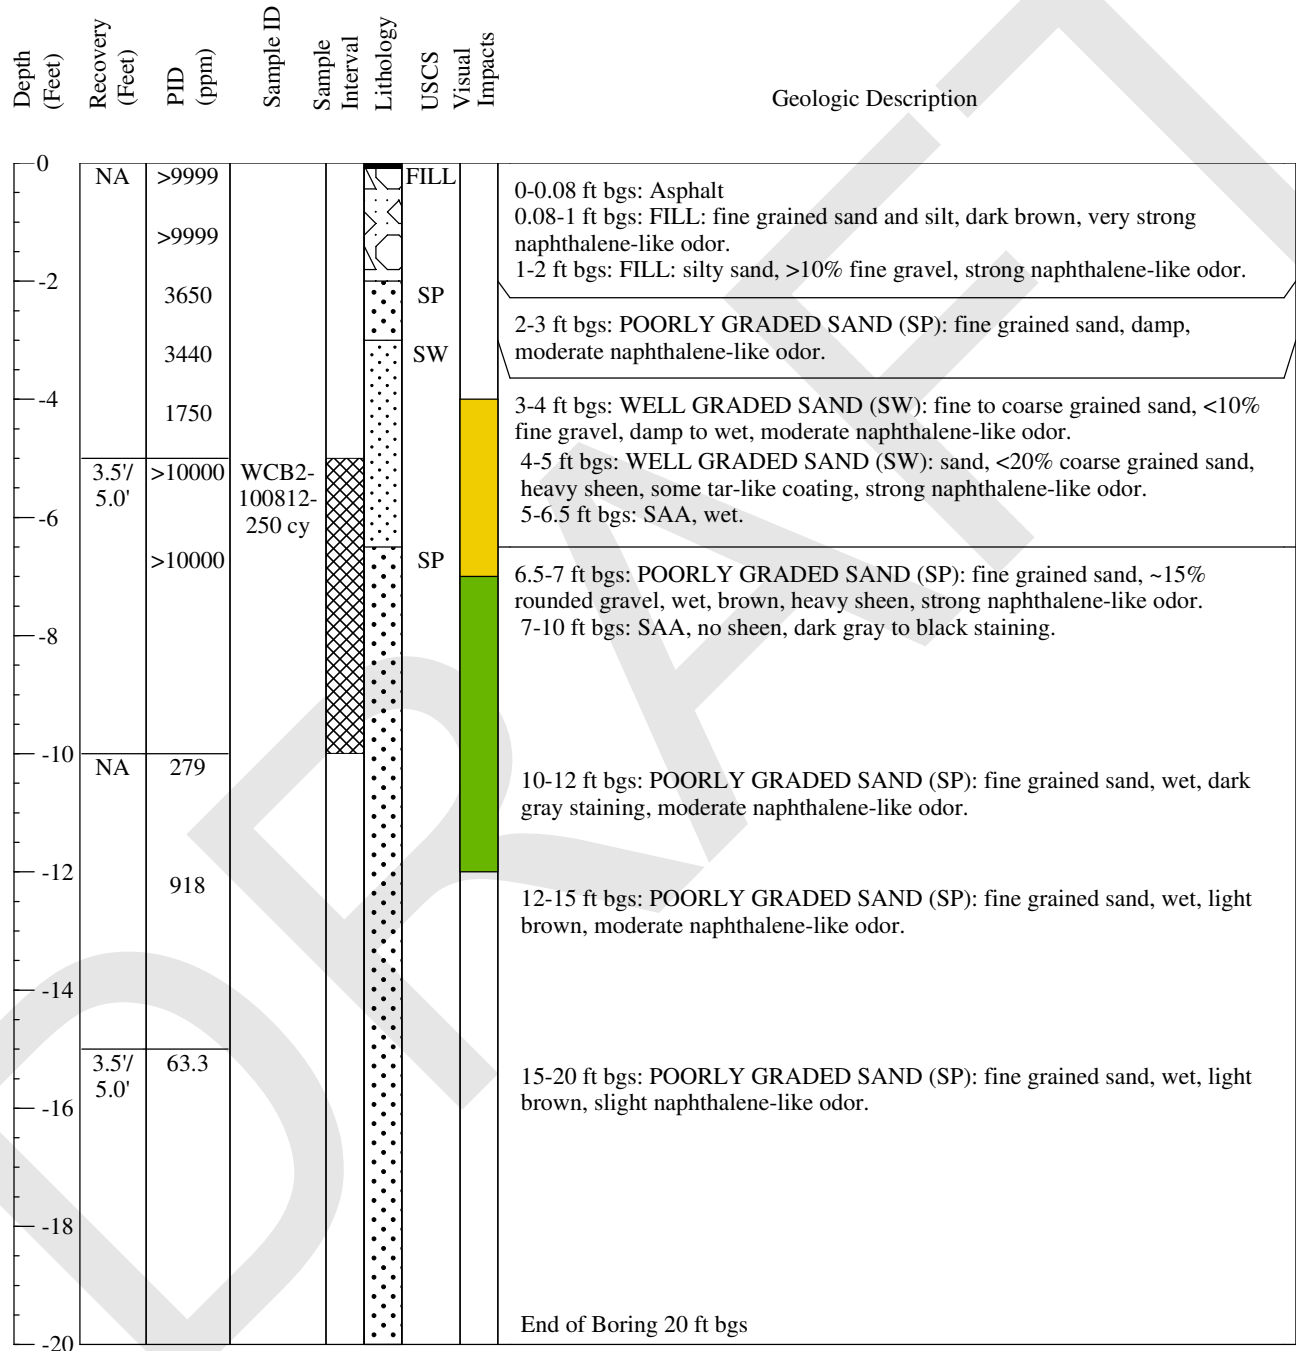 Depth
(Feet)
Recovery
(Feet)
PID
(ppm)
Sample ID
Sample
Interval
Lithology
USCS
Visual
Impacts
Geologic Description
0
-2
-4
-6
-8
-10
-12
-14
-16
-18
-20
NA
3.5'/
5.0'
NA
3.5'/
5.0'
>9999
>9999
3650
3440
1750
>10000
>10000
279
918
63.3
WCB2-
100812-
250 cy
FILL
SP
SW
SP
0-0.08 ft bgs: Asphalt
0.08-1 ft bgs: FILL: fine grained sand and silt, dark brown, very strong
naphthalene-like odor.
1-2 ft bgs: FILL: silty sand, >10% fine gravel, strong naphthalene-like odor.
2-3 ft bgs: POORLY GRADED SAND (SP): fine grained sand, damp,
moderate naphthalene-like odor.
3-4 ft bgs: WELL GRADED SAND (SW): fine to coarse grained sand, <10%
fine gravel, damp to wet, moderate naphthalene-like odor.
4-5 ft bgs: WELL GRADED SAND (SW): sand, <20% coarse grained sand,
heavy sheen, some tar-like coating, strong naphthalene-like odor.
5-6.5 ft bgs: SAA, wet.
6.5-7 ft bgs: POORLY GRADED SAND (SP): fine grained sand, ~15%
rounded gravel, wet, brown, heavy sheen, strong naphthalene-like odor.
7-10 ft bgs: SAA, no sheen, dark gray to black staining.
10-12 ft bgs: POORLY GRADED SAND (SP): fine grained sand, wet, dark
gray staining, moderate naphthalene-like odor.
12-15 ft bgs: POORLY GRADED SAND (SP): fine grained sand, wet, light
brown, moderate naphthalene-like odor.
15-20 ft bgs: POORLY GRADED SAND (SP): fine grained sand, wet, light
brown, slight naphthalene-like odor.
End of Boring 20 ft bgs
DRAFT